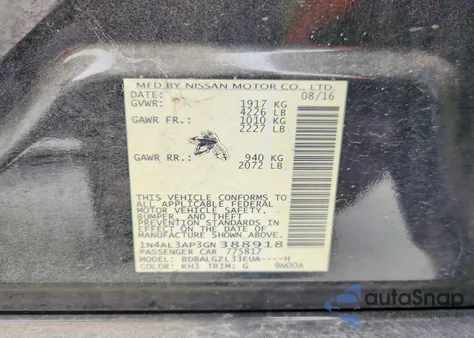 MFD BY NISSAN MOTOR CO., LTD.
DATE: 08/16
GVWR: 1917 KG
4226 LB
GAWR FR.: 1010 KG
2227 LB
GAWR RR.: 940 KG
2072 LB
THIS VEHICLE CONFORMS TO
ALL APPLICABLE FEDERAL
MOTOR VEHICLE SAFETY,
BUMPER, AND THEFT
PREVENTION STANDARDS
IN EFFECT ON THE DATE OF
MANUFACTURE SHOWN ABOVE.
1N4AL3AP3GN388918
PASSENGER CAR 775817
MODEL: BDBALGZL33EUA----H
COLOR: KH3 TRIM: G 9N00A
autoSnap